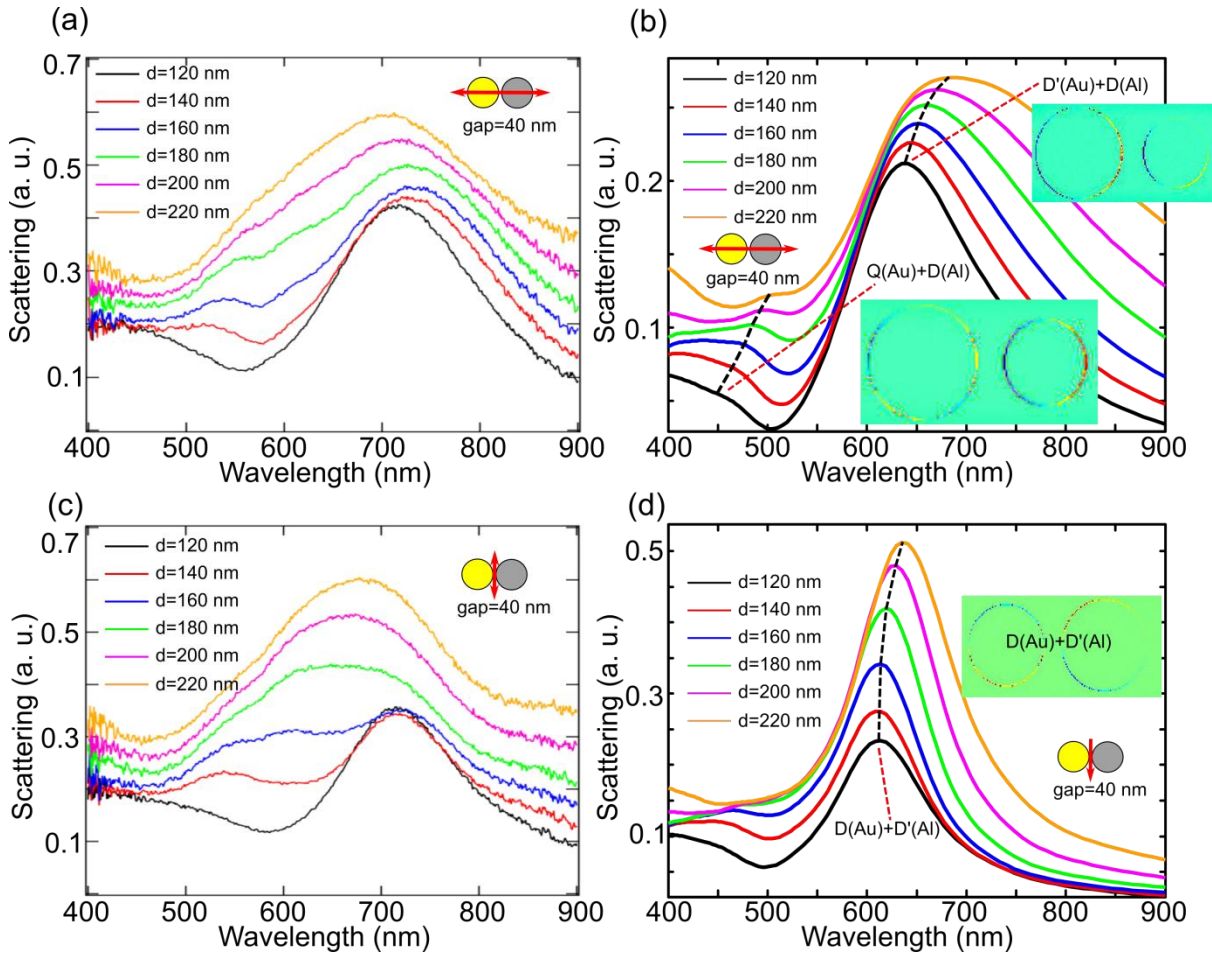 (a)
0.7
0.5
0.3
0.1
Scattering (a. u.)
d=120 nm
d=140 nm
d=160 nm
d=180 nm
d=200 nm
d=220 nm
gap=40 nm
400 500 600 700 800 900
Wavelength (nm)
(b)
0.2
0.1
Scattering (a. u.)
d=120 nm
d=140 nm
d=160 nm
d=180 nm
d=200 nm
d=220 nm
gap=40 nm
D'(Au)+D(Al)
Q(Au)+D(Al)
400 500 600 700 800 900
Wavelength (nm)
(c)
0.7
0.5
0.3
0.1
Scattering (a. u.)
d=120 nm
d=140 nm
d=160 nm
d=180 nm
d=200 nm
d=220 nm
gap=40 nm
400 500 600 700 800 900
Wavelength (nm)
(d)
0.5
0.3
0.1
Scattering (a. u.)
d=120 nm
d=140 nm
d=160 nm
d=180 nm
d=200 nm
d=220 nm
D(Au)+D'(Al)
gap=40 nm
D(Au)+D'(Al)
400 500 600 700 800 900
Wavelength (nm)